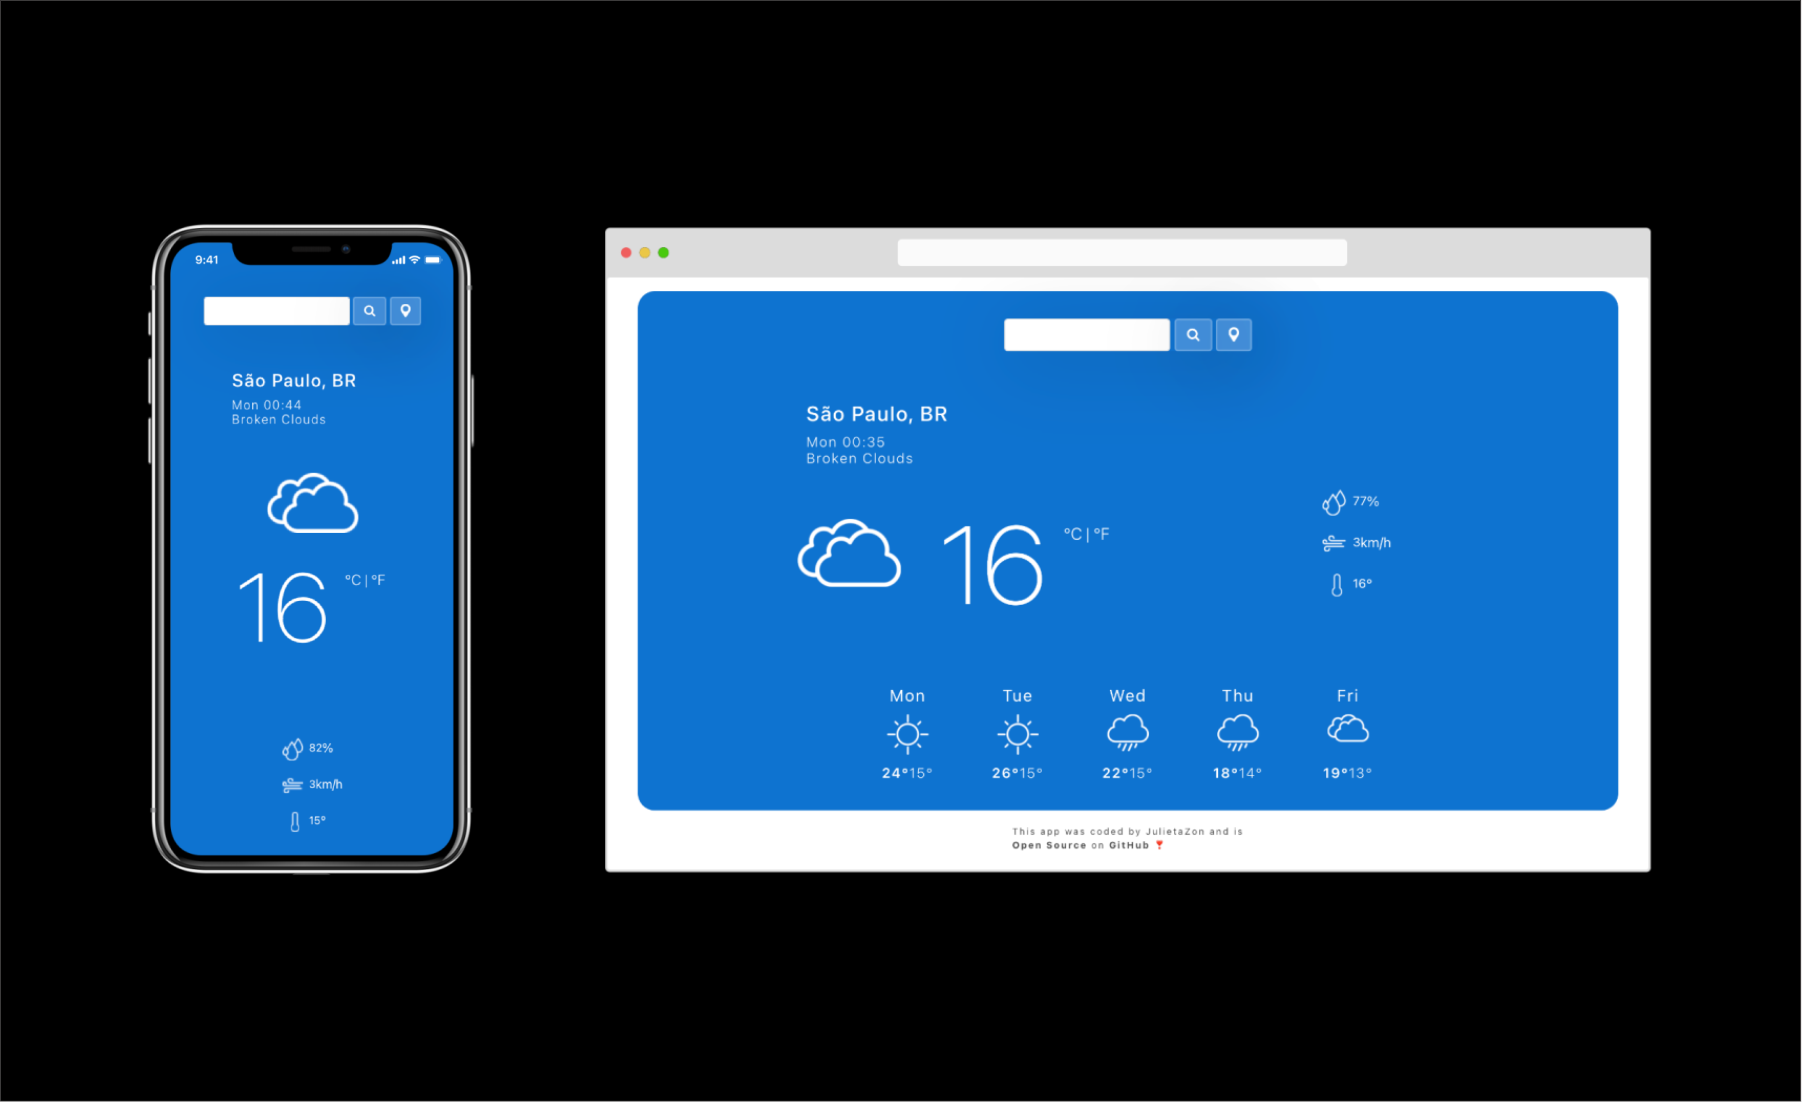 9:41
São Paulo, BR
Mon 00:44
Broken Clouds
16 °C | °F
82%
3km/h
15°
São Paulo, BR
Mon 00:35
Broken Clouds
16 °C | °F
77%
3km/h
16°
Mon Tue Wed Thu Fri
24°15° 26°15° 22°15° 18°14° 19°13°
This app was coded by JulietaZon and is
Open Source on GitHub